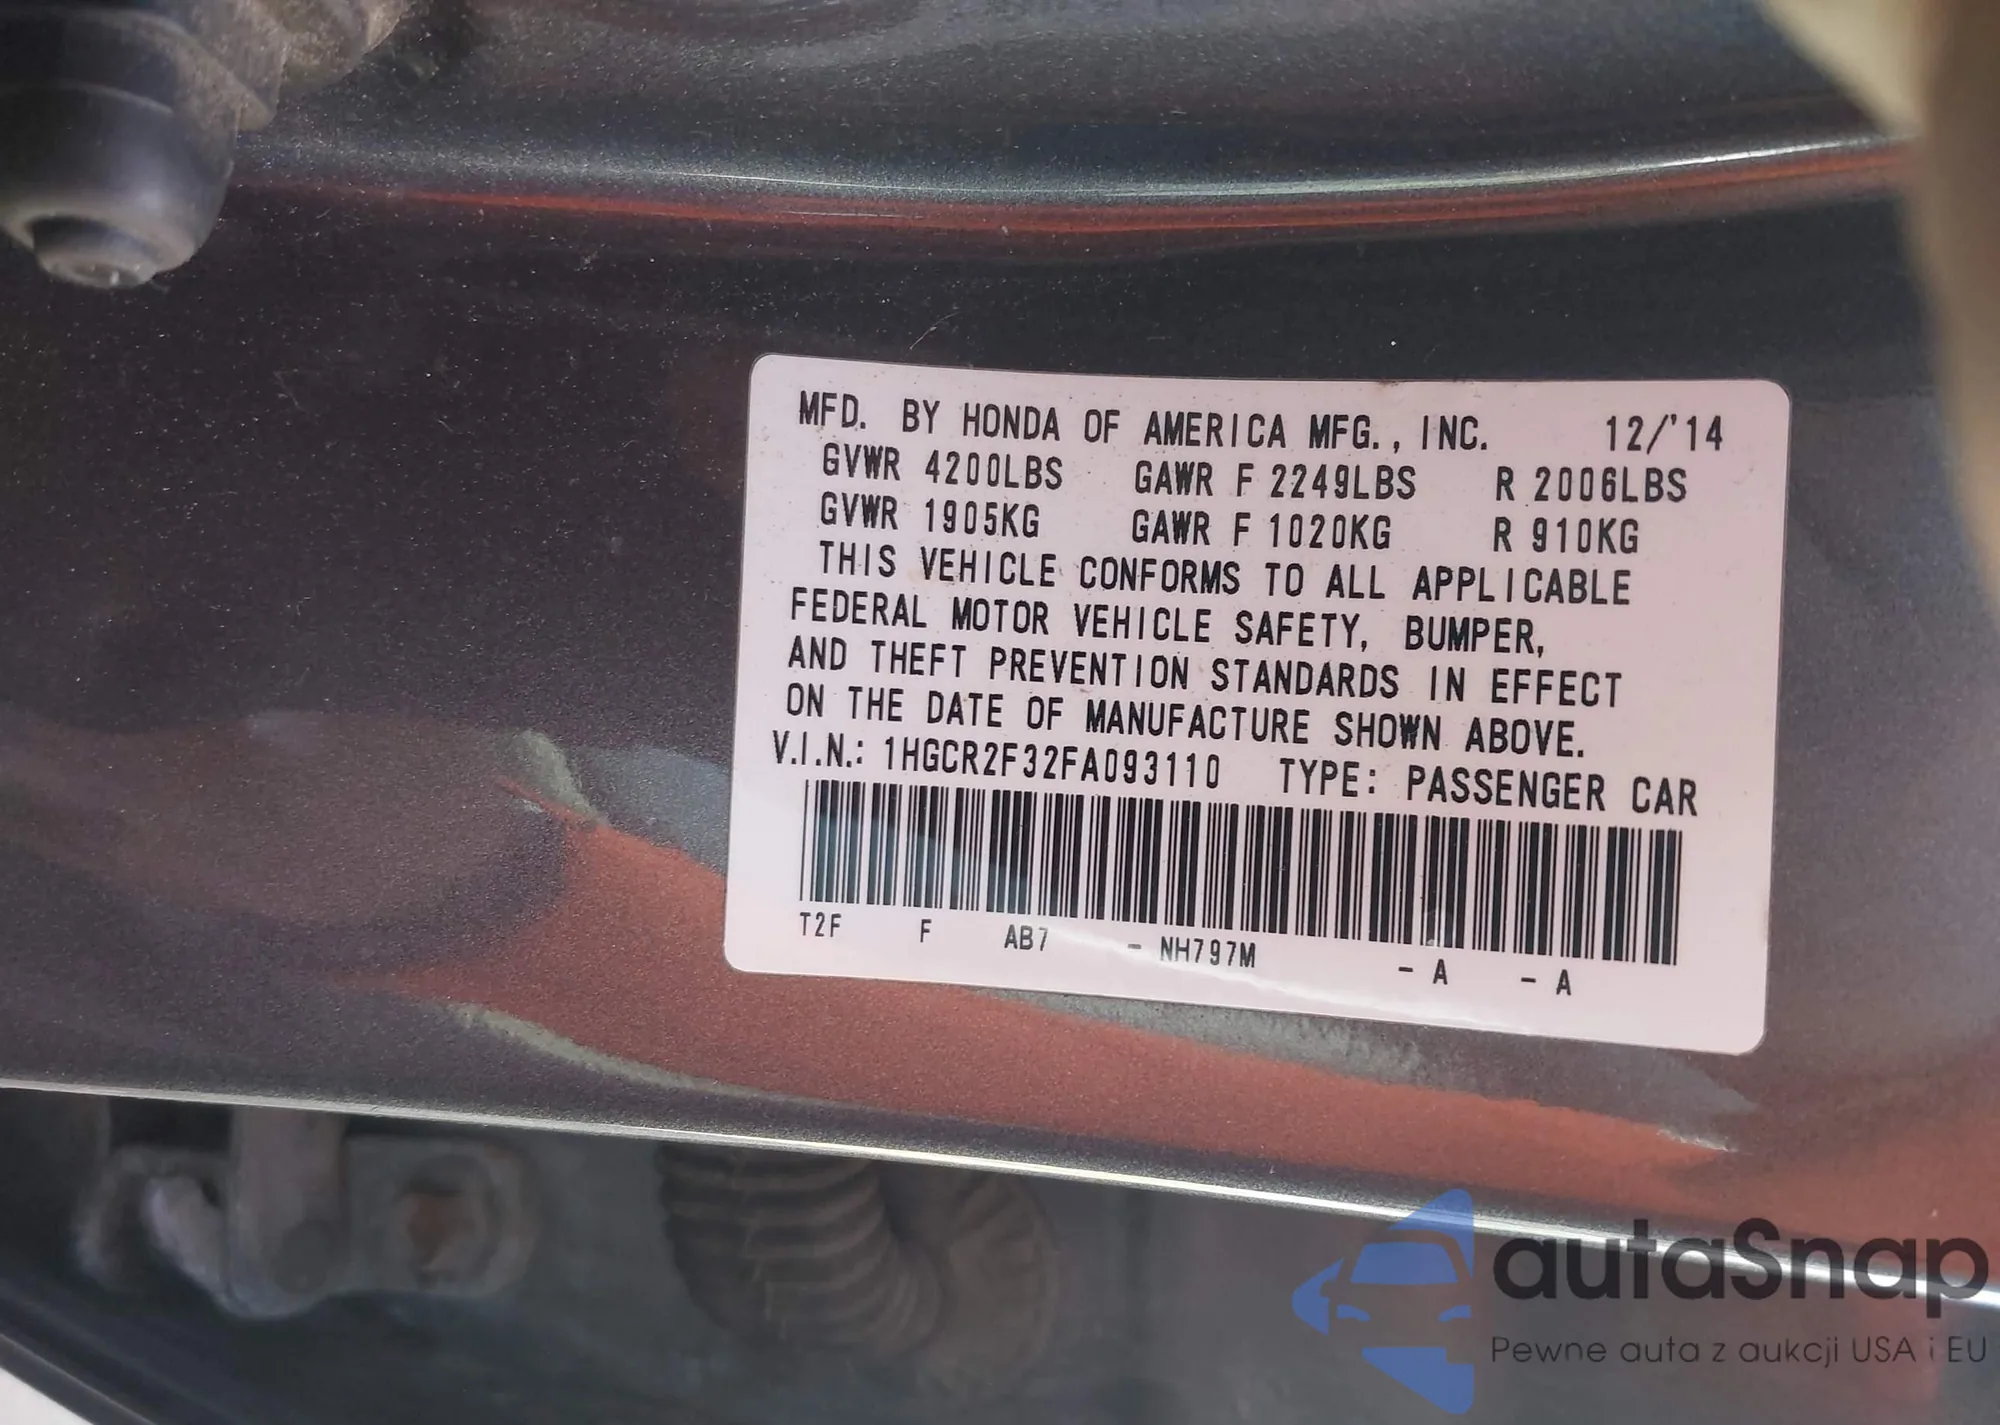 MFD. BY HONDA OF AMERICA MFG., INC. 12/'14
GVWR 4200LBS GAWR F 2249LBS R 2006LBS
GVWR 1905KG GAWR F 1020KG R 910KG
THIS VEHICLE CONFORMS TO ALL APPLICABLE
FEDERAL MOTOR VEHICLE SAFETY, BUMPER,
AND THEFT PREVENTION STANDARDS IN EFFECT
ON THE DATE OF MANUFACTURE SHOWN ABOVE.
V.I.N.: 1HGCR2F32FA093110 TYPE: PASSENGER CAR
T2F F AB7 - NH797M - A - A
autaSnap
Pewne auta z aukcji USA i EU